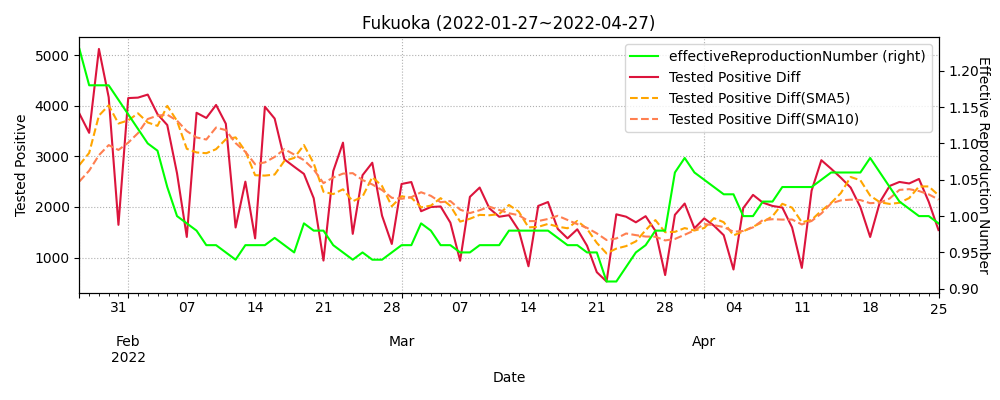 Fukuoka (2022-01-27~2022-04-27)
effectiveReproductionNumber (right)
Tested Positive Diff
Tested Positive Diff(SMA5)
Tested Positive Diff(SMA10)
Tested Positive
5000
4000
3000
2000
1000
1.20
1.15
1.10
1.05
1.00
0.95
0.90
Effective Reproduction Number
31 07 14 21 28 07 14 21 28 04 11 18 25
Feb Mar Apr
2022
Date